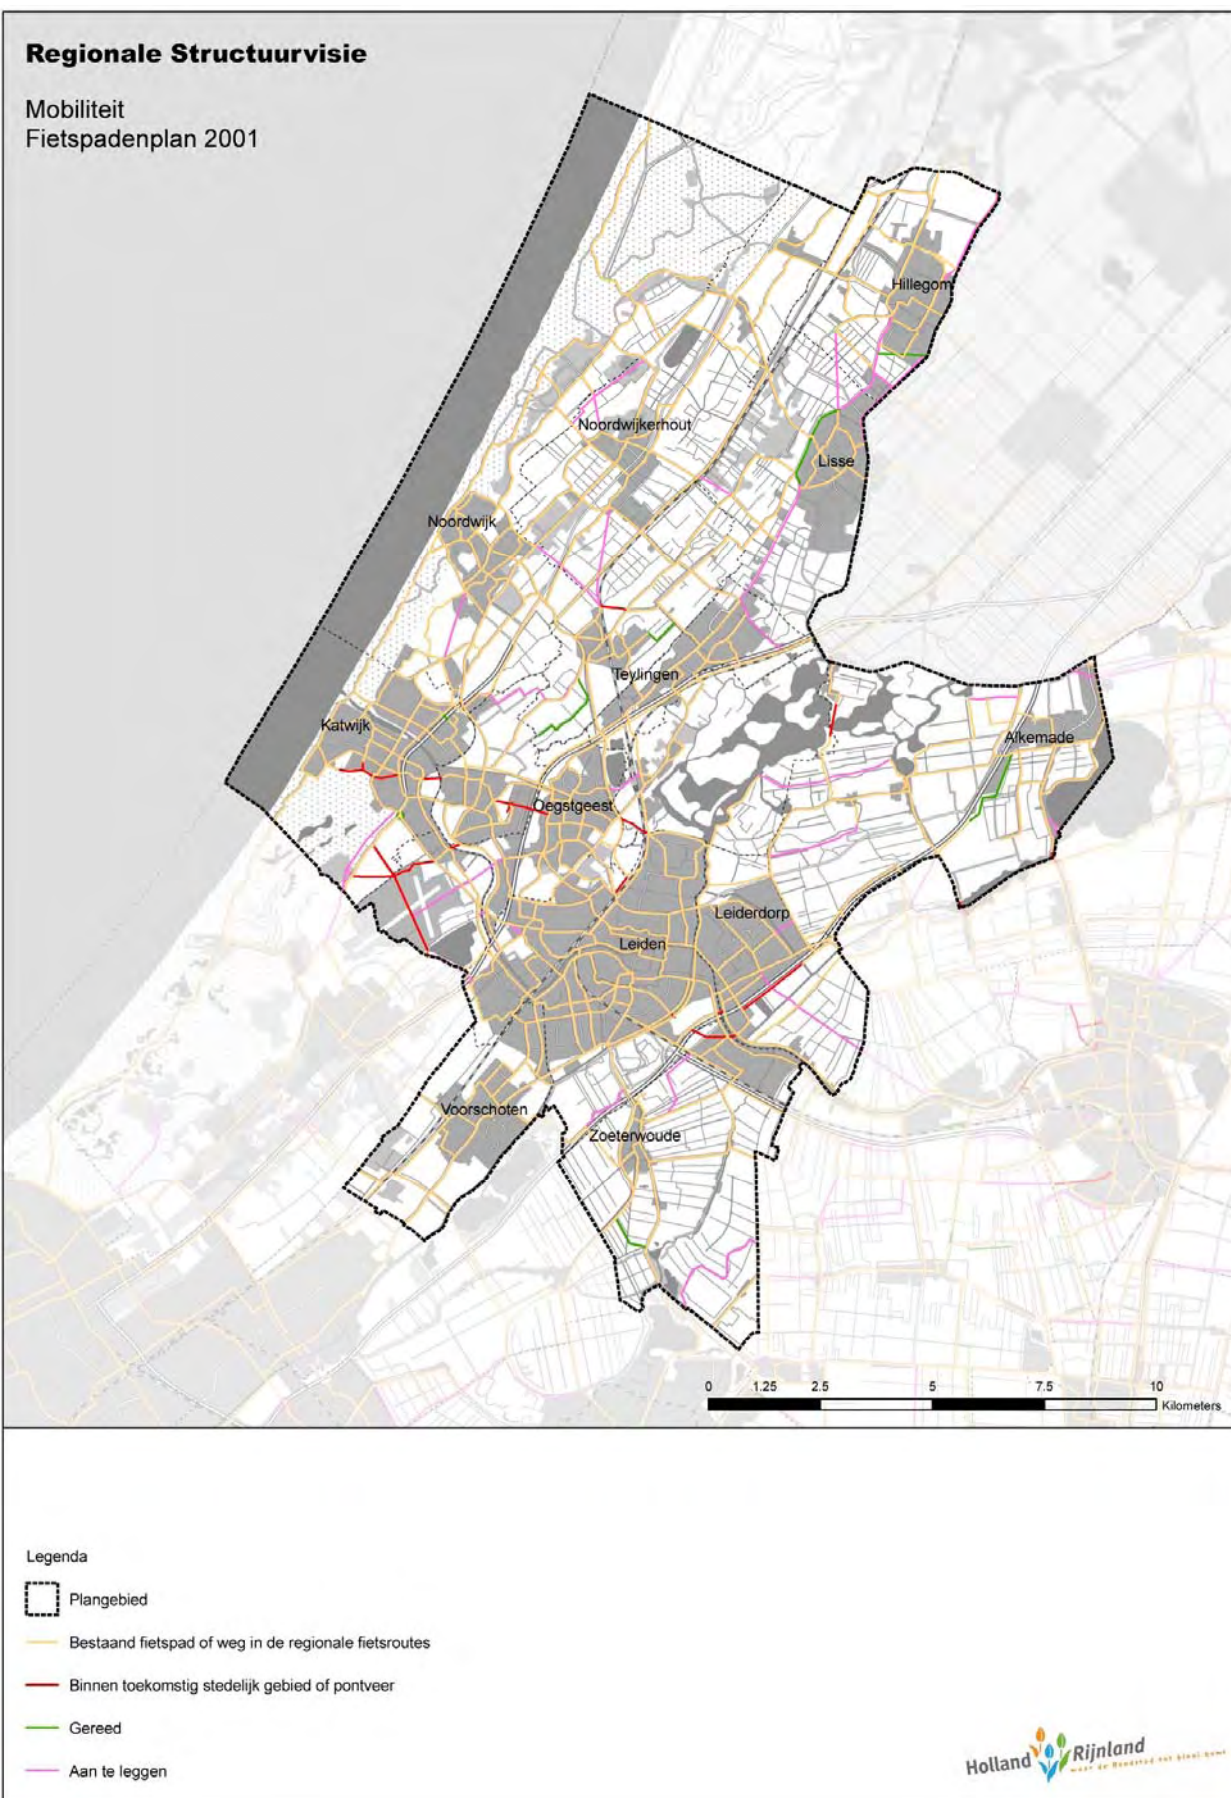 Regionale Structuurvisie
Mobiliteit
Fietspadenplan 2001
Hillegom
Noordwijkerhout
Lisse
Noordwijk
Teylingen
Katwijk
Alkemade
Oegstgeest
Leiderdorp
Leiden
Voorschoten
Zoeterwoude
0 1.25 2.5 5 7.5 10
Kilometers
Legenda
Plangebied
Bestaand fietspad of weg in de regionale fietsroutes
Binnen toekomstig stedelijk gebied of pontveer
Gereed
Aan te leggen
Holland Rijnland